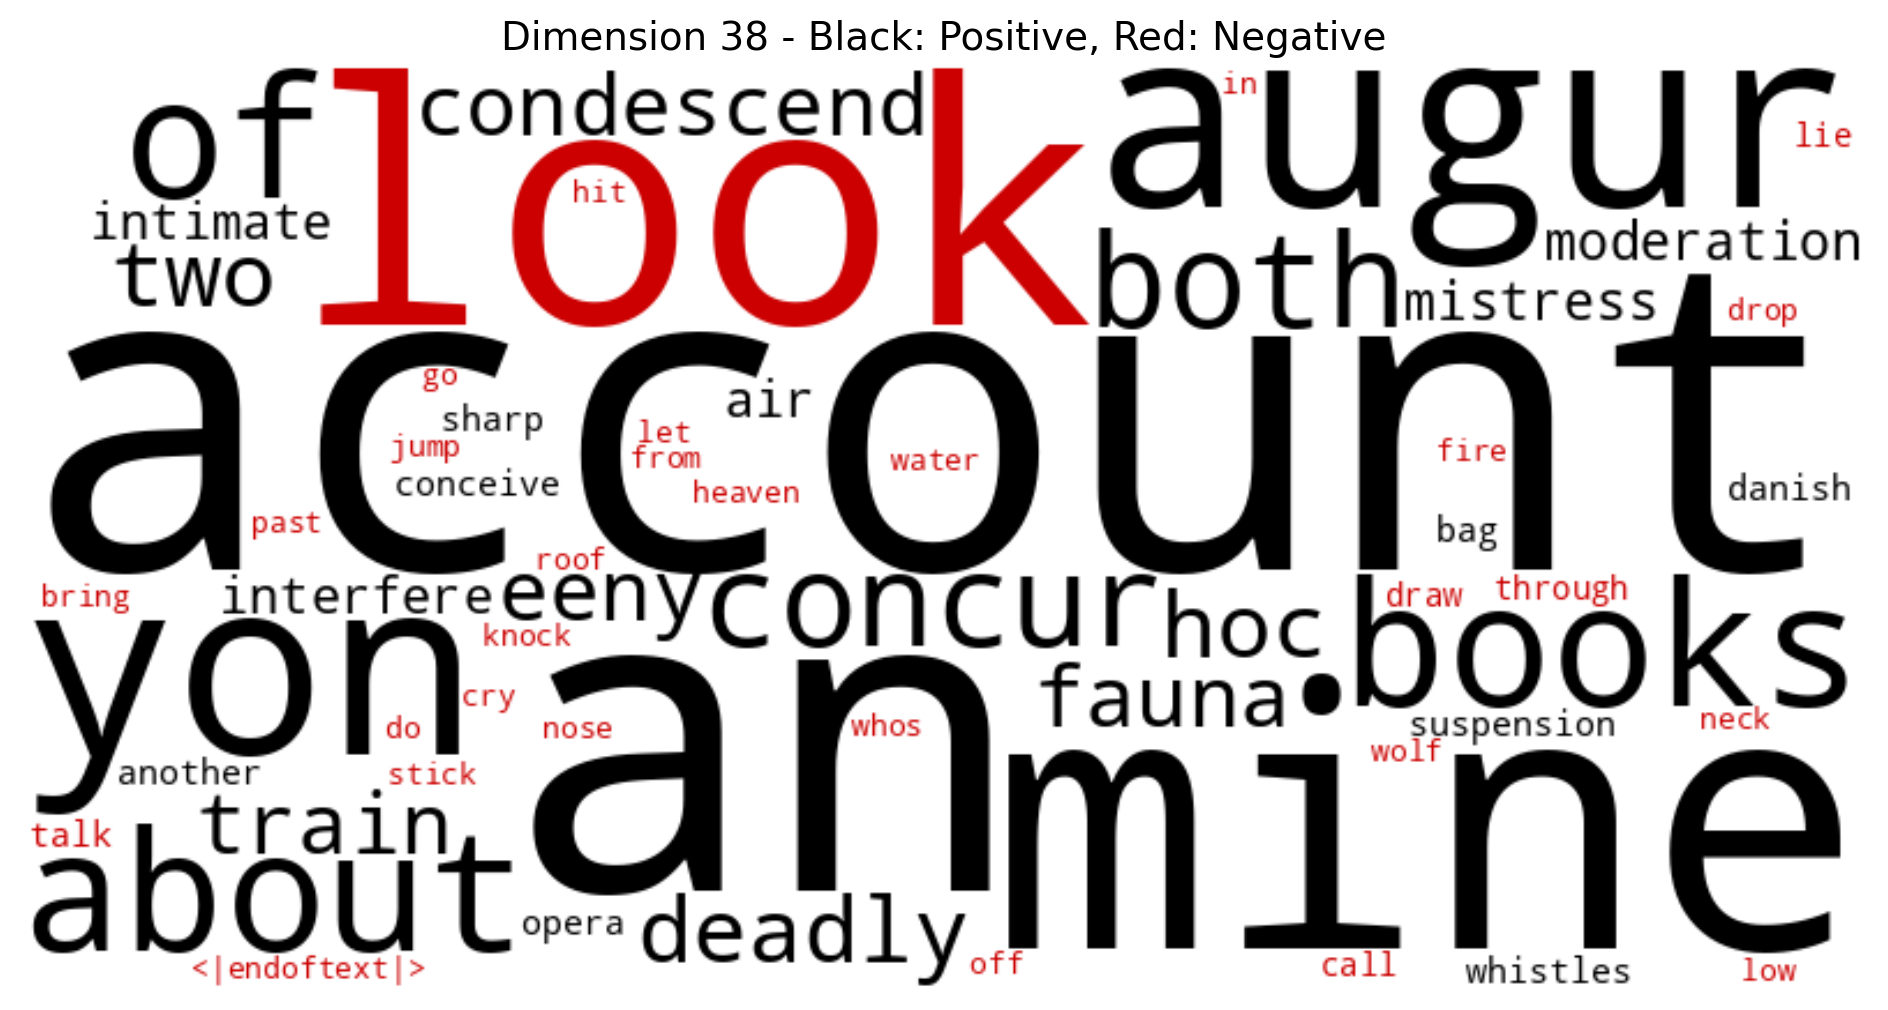 Dimension 38 - Black: Positive, Red: Negative
of
look
condescend
augur
in
lie
hit
intimate
two
both
moderation
mistress
drop
account
go
sharp
jump
conceive
air
let
from
heaven
water
fire
danish
bag
past
roof
bring
interfere
eeny
concur
hoc
draw
through
books
yon
knock
cry
do
nose
an
whos
fauna
mine
suspension
neck
wolf
another
stick
train
talk
about
opera
deadly
off
call
whistles
low
<|endoftext|>